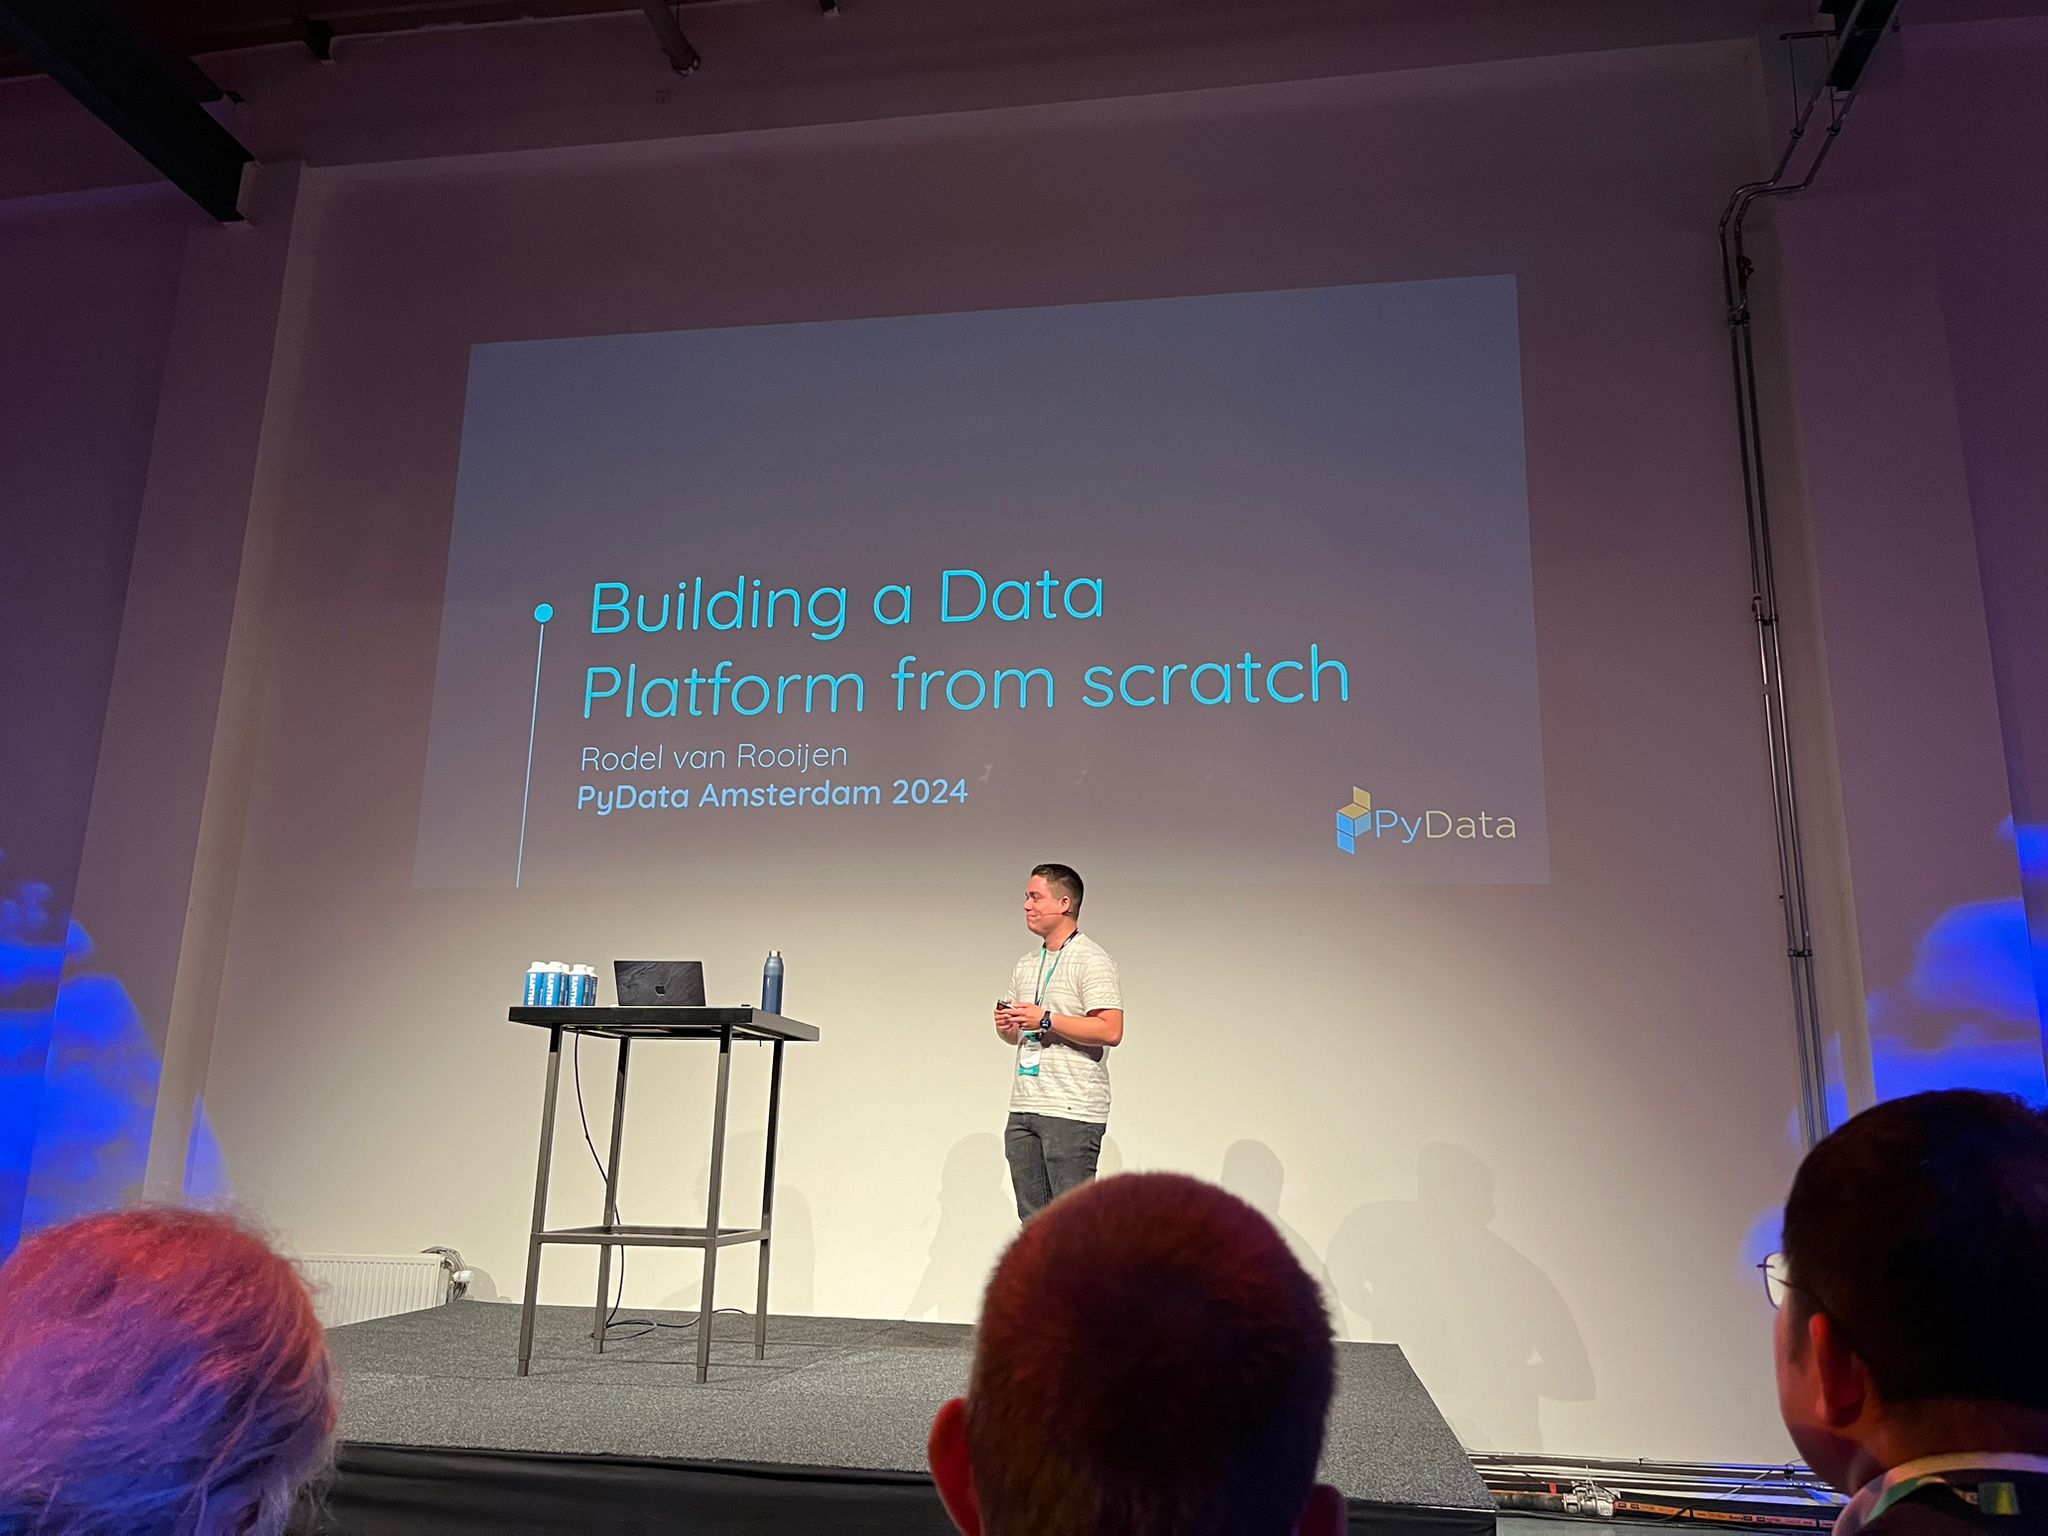 Building a Data
Platform from scratch
Rodel van Rooijen
PyData Amsterdam 2024
PyData